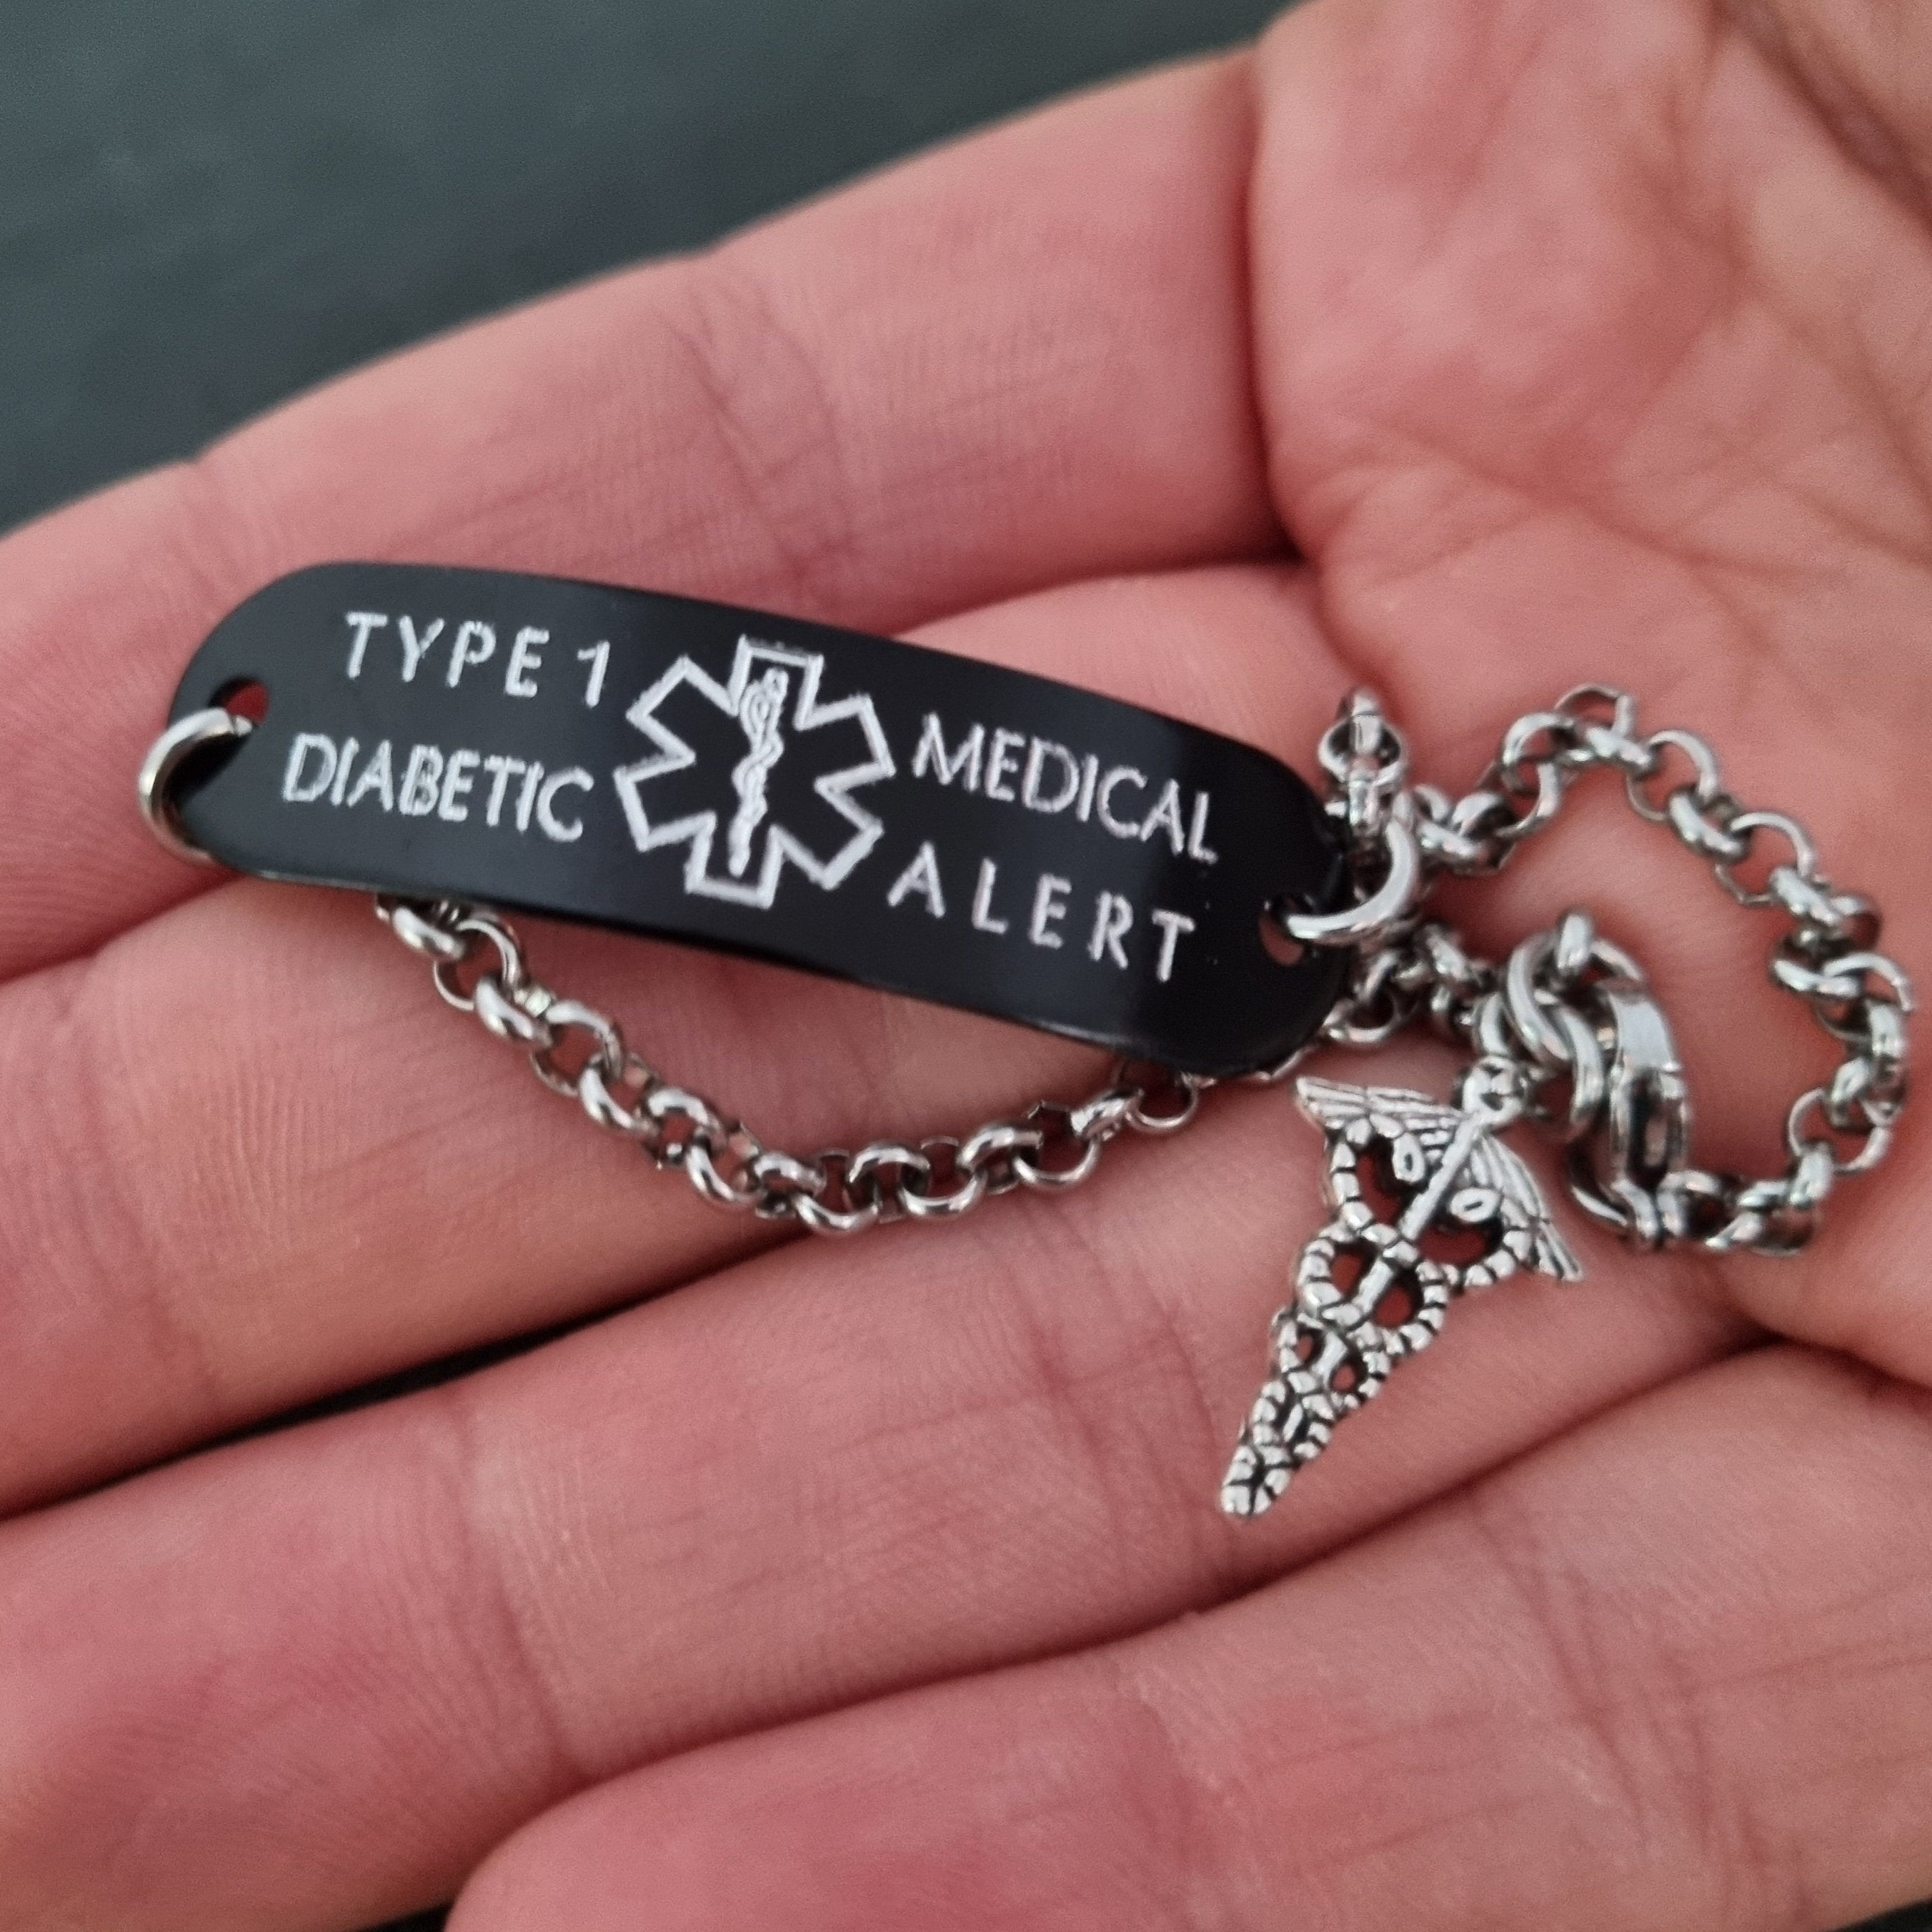 TYPE 1
DIABETIC
MEDICAL
ALERT